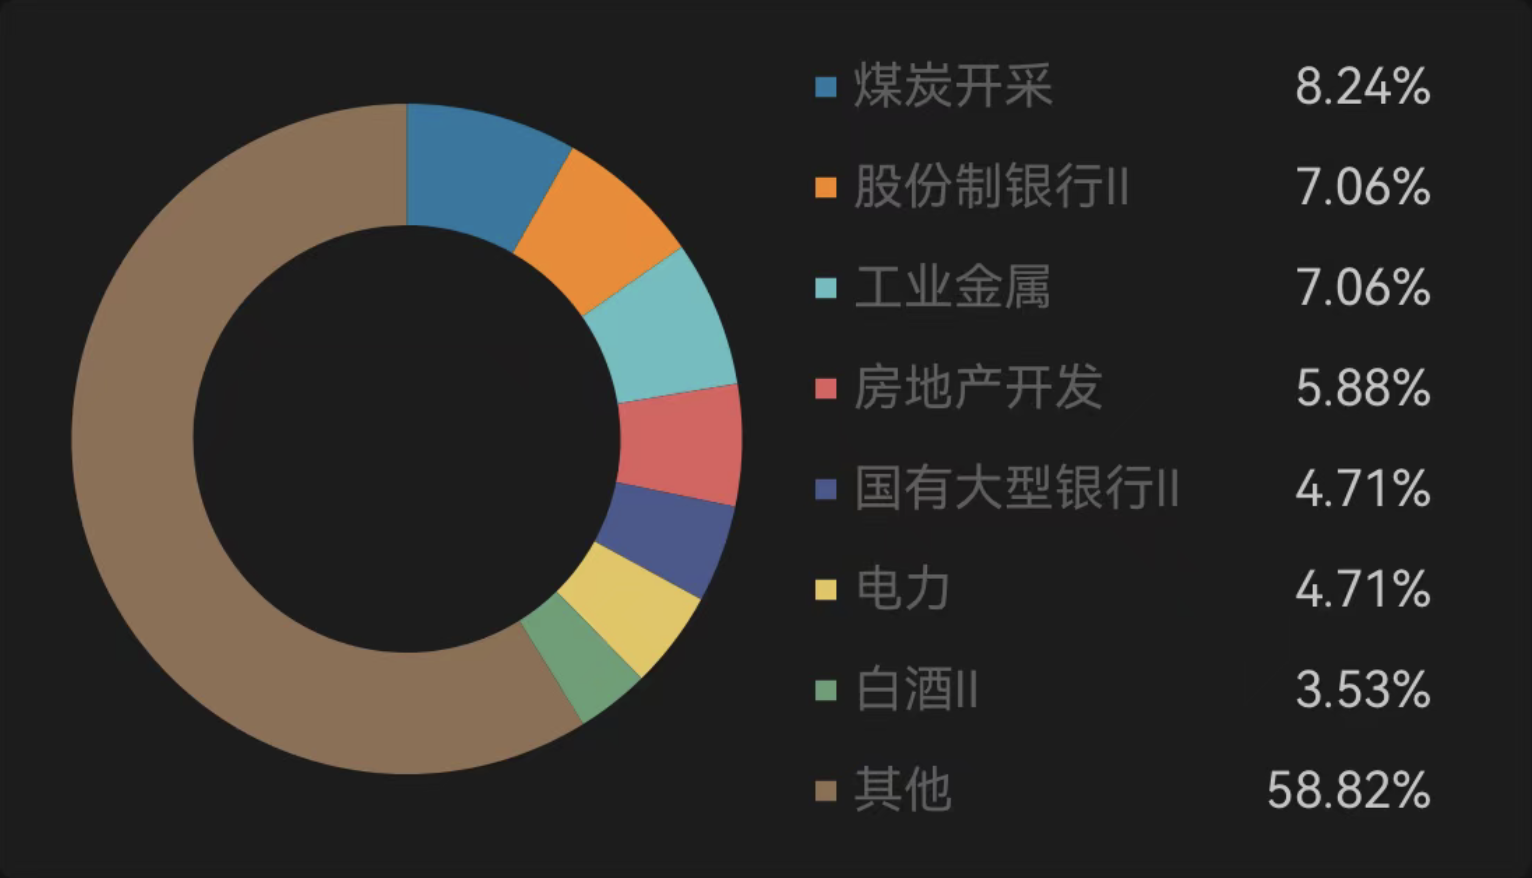 煤炭开采 8.24%
股份制银行II 7.06%
工业金属 7.06%
房地产开发 5.88%
国有大型银行II 4.71%
电力 4.71%
白酒II 3.53%
其他 58.82%